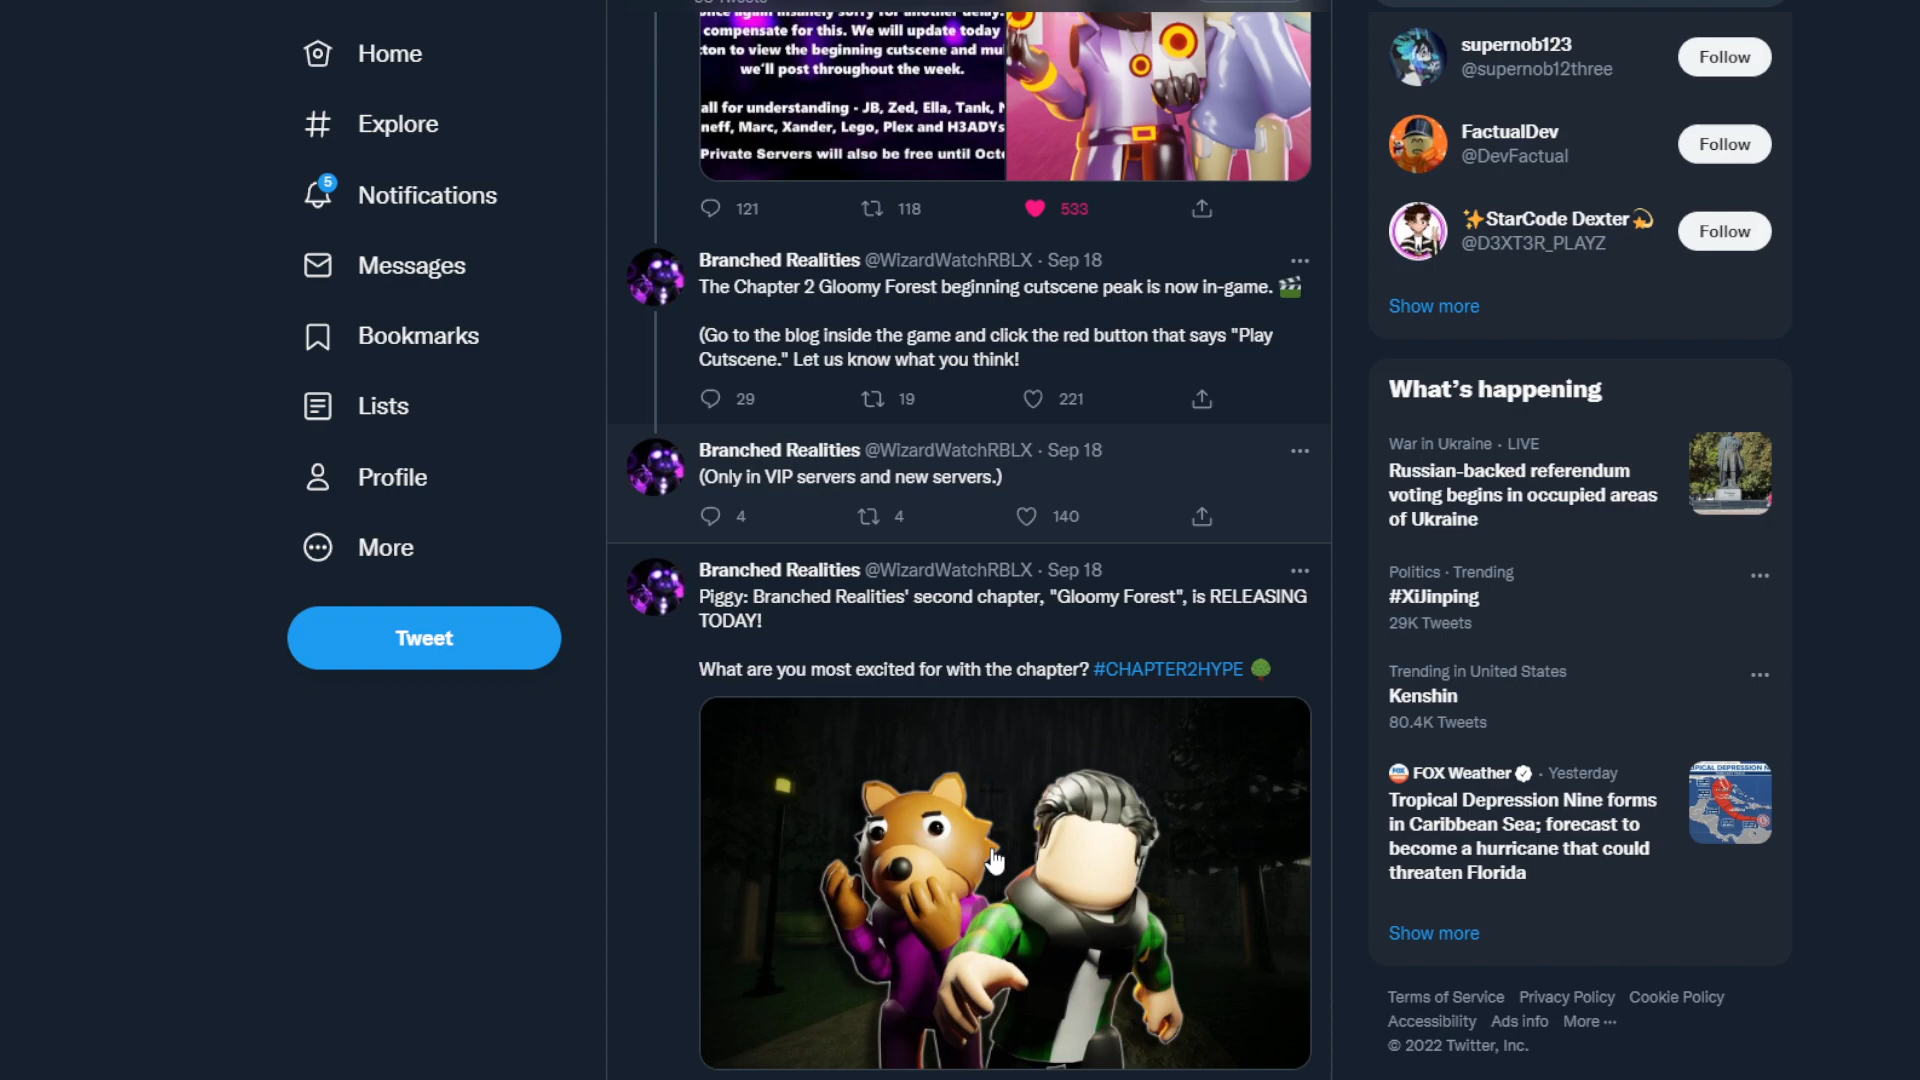 Home
Explore
5
Notifications
Messages
Bookmarks
Lists
Profile
More
Tweet
once again insanely sorry for another delay.
compensate for this. We will update today
ton to view the beginning cutscene and mu
we'll post throughout the week.
all for understanding - JB, Zed, Ella, Tank,
neff, Marc, Xander, Lego, Plex and H3ADYs
Private Servers will also be free until Oct
121 118 533
Branched Realities @WizardWatchRBLX · Sep 18
The Chapter 2 Gloomy Forest beginning cutscene peak is now in-game. 🎬
(Go to the blog inside the game and click the red button that says "Play
Cutscene." Let us know what you think!
29 19 221
Branched Realities @WizardWatchRBLX · Sep 18
(Only in VIP servers and new servers.)
4 4 140
Branched Realities @WizardWatchRBLX · Sep 18
Piggy: Branched Realities' second chapter, "Gloomy Forest", is RELEASING
TODAY!
What are you most excited for with the chapter? #CHAPTER2HYPE 🌳
supernob123
@supernob12three
Follow
FactualDev
@DevFactual
Follow
✨StarCode Dexter💫
@D3XT3R_PLAYZ
Follow
Show more
What's happening
War in Ukraine · LIVE
Russian-backed referendum
voting begins in occupied areas
of Ukraine
Politics · Trending
#XiJinping
29K Tweets
Trending in United States
Kenshin
80.4K Tweets
FOX Weather · Yesterday
Tropical Depression Nine forms
in Caribbean Sea; forecast to
become a hurricane that could
threaten Florida
Show more
Terms of Service Privacy Policy Cookie Policy
Accessibility Ads info More ···
© 2022 Twitter, Inc.